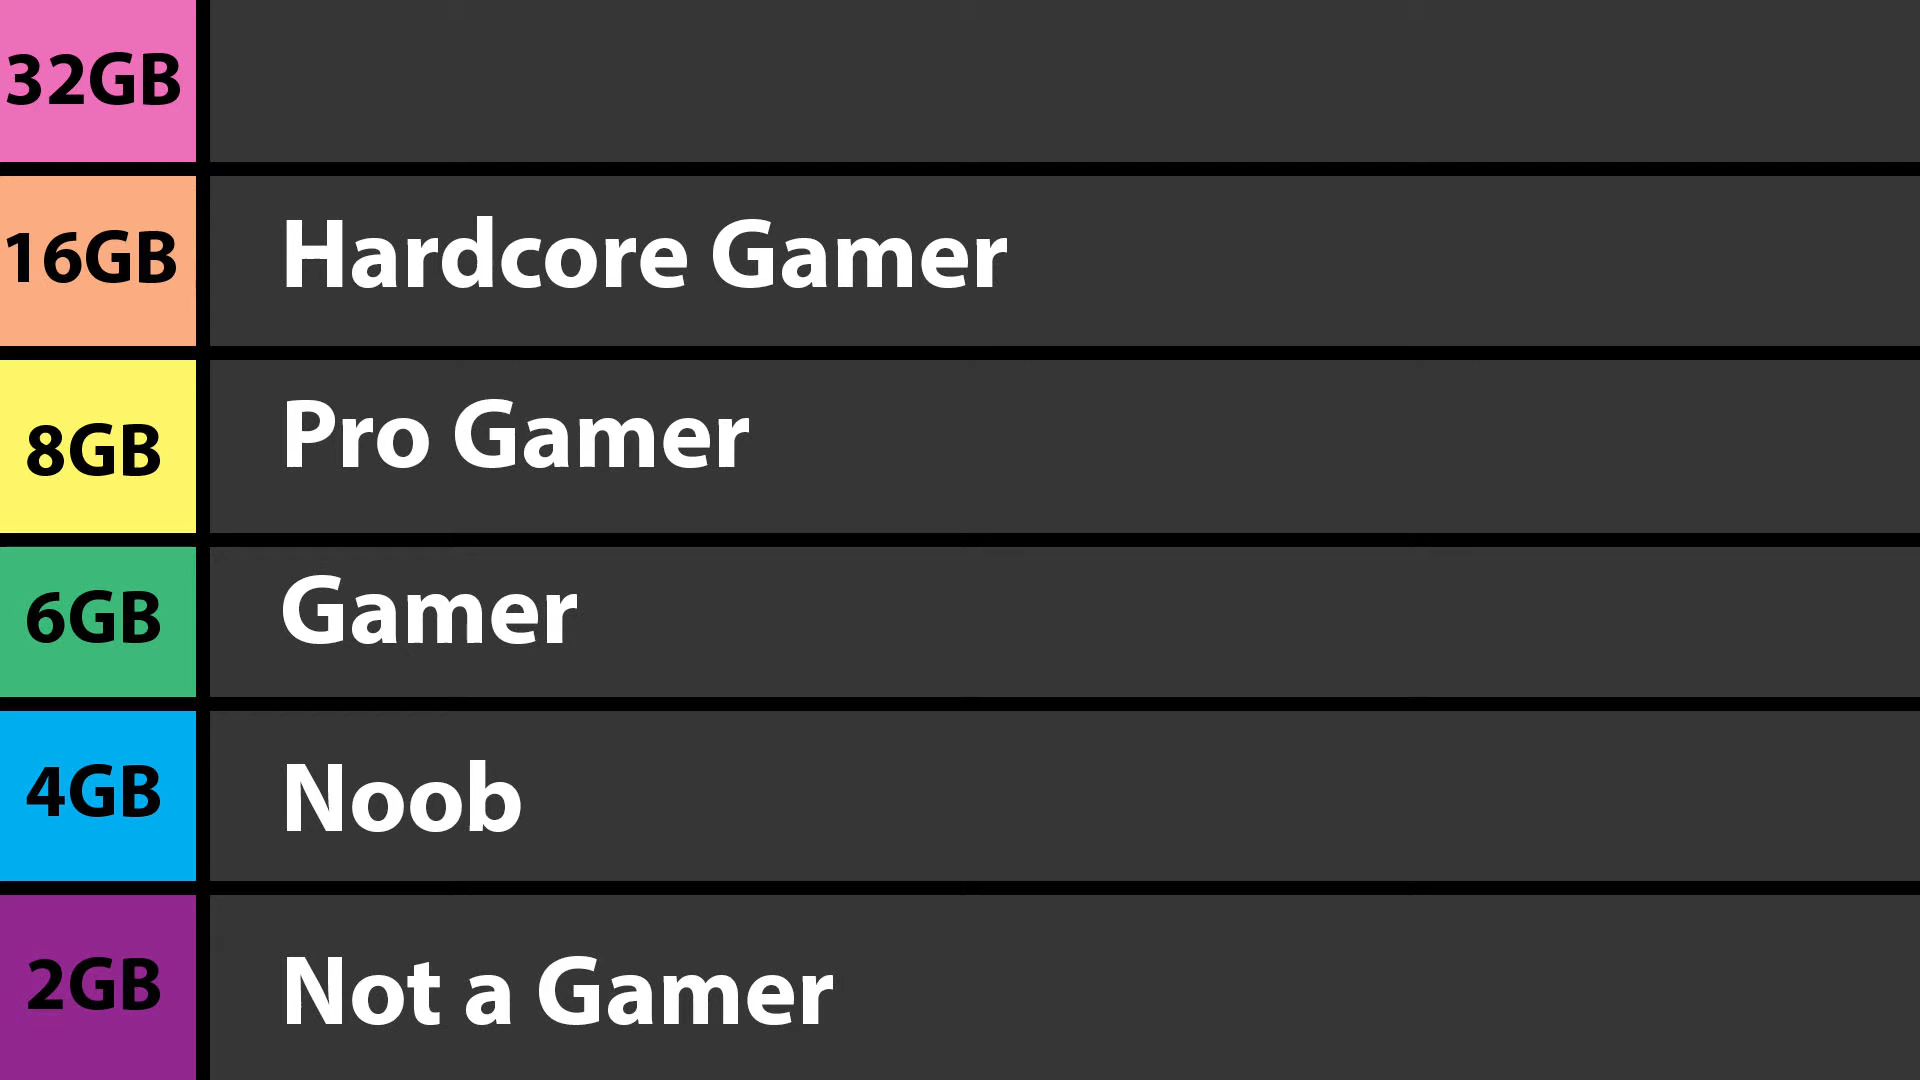 32GB
16GB Hardcore Gamer
8GB Pro Gamer
6GB Gamer
4GB Noob
2GB Not a Gamer